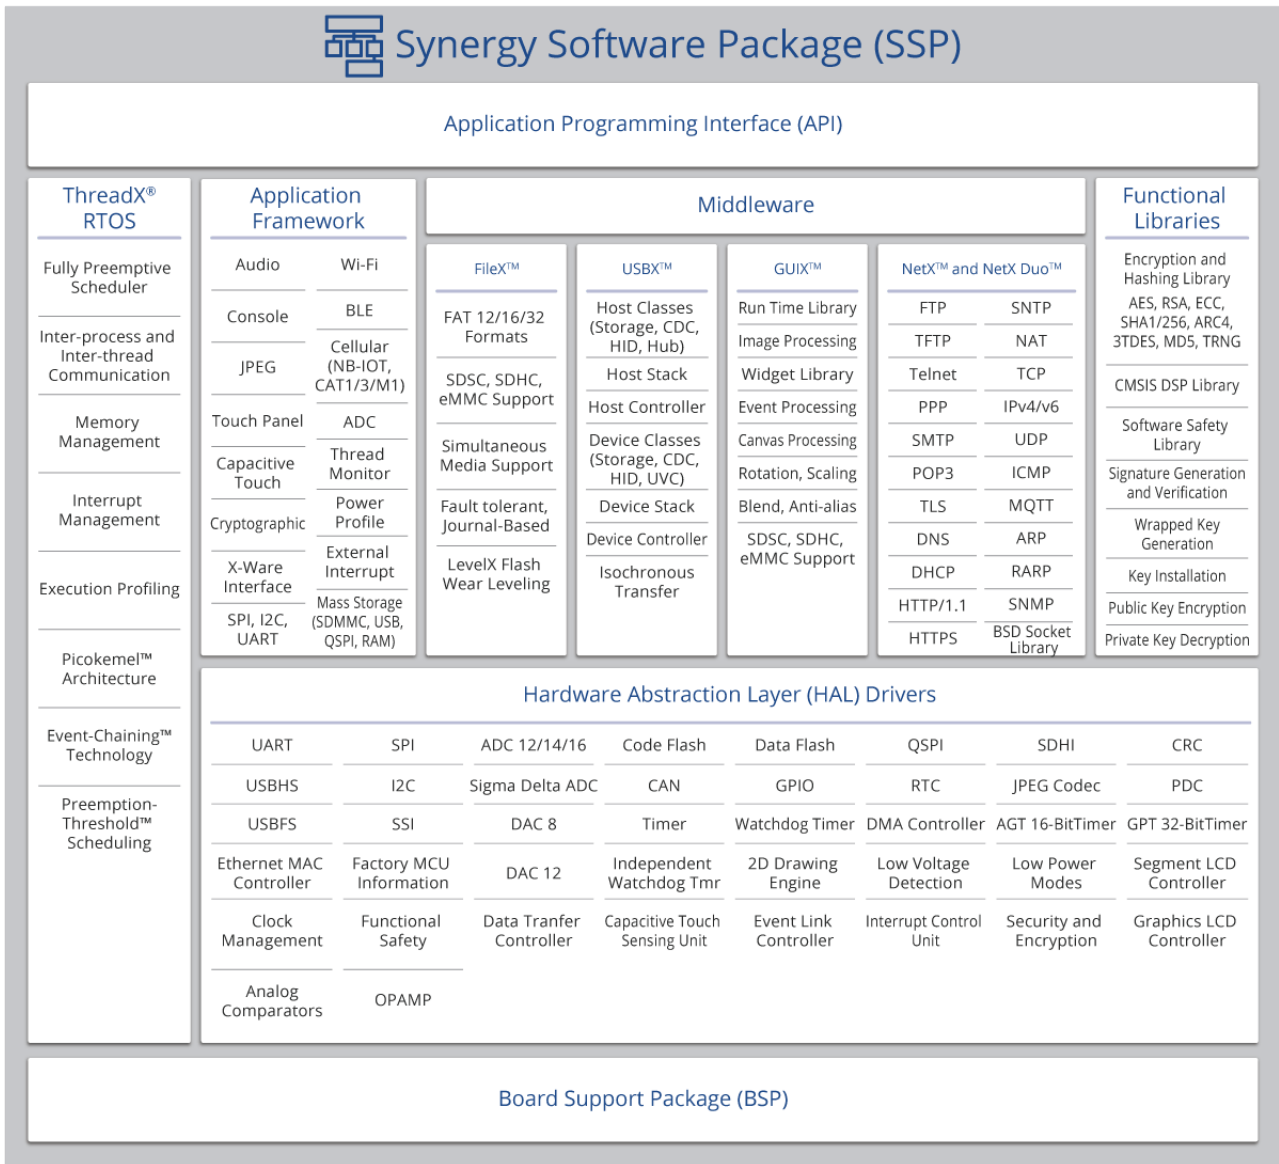 Synergy Software Package (SSP)
Application Programming Interface (API)
ThreadX®
RTOS
Fully Preemptive
Scheduler
Inter-process and
Inter-thread
Communication
Memory
Management
Interrupt
Management
Execution Profiling
Picokemel™
Architecture
Event-Chaining™
Technology
Preemption-
Threshold™
Scheduling
Application
Framework
Audio
Console
JPEG
Touch Panel
Capacitive
Touch
Cryptographic
X-Ware
Interface
SPI, I2C,
UART
Wi-Fi
BLE
Cellular
(NB-IOT,
CAT1/3/M1)
ADC
Thread
Monitor
Power
Profile
External
Interrupt
Mass Storage
(SDMMC, USB,
QSPI, RAM)
Middleware
FileX™
FAT 12/16/32
Formats
SDSC, SDHC,
eMMC Support
Simultaneous
Media Support
Fault tolerant,
Journal-Based
LevelX Flash
Wear Leveling
USBX™
Host Classes
(Storage, CDC,
HID, Hub)
Host Stack
Host Controller
Device Classes
(Storage, CDC,
HID, UVC)
Device Stack
Device Controller
Isochronous
Transfer
GUIX™
Run Time Library
Image Processing
Widget Library
Event Processing
Canvas Processing
Rotation, Scaling
Blend, Anti-alias
SDSC, SDHC,
eMMC Support
NetX™ and NetX Duo™
FTP
TFTP
Telnet
PPP
SMTP
POP3
TLS
DNS
DHCP
HTTP/1.1
HTTPS
SNTP
NAT
TCP
IPv4/v6
UDP
ICMP
MQTT
ARP
RARP
SNMP
BSD Socket
Library
Functional
Libraries
Encryption and
Hashing Library
AES, RSA, ECC,
SHA1/256, ARC4,
3TDES, MD5, TRNG
CMSIS DSP Library
Software Safety
Library
Signature Generation
and Verification
Wrapped Key
Generation
Key Installation
Public Key Encryption
Private Key Decryption
Hardware Abstraction Layer (HAL) Drivers
UART
SPI
ADC 12/14/16
Code Flash
Data Flash
QSPI
SDHI
CRC
USBHS
I2C
Sigma Delta ADC
CAN
GPIO
RTC
JPEG Codec
PDC
USBFS
SSI
DAC 8
Timer
Watchdog Timer
DMA Controller
AGT 16-BitTimer
GPT 32-BitTimer
Ethernet MAC
Controller
Factory MCU
Information
DAC 12
Independent
Watchdog Tmr
2D Drawing
Engine
Low Voltage
Detection
Low Power
Modes
Segment LCD
Controller
Clock
Management
Functional
Safety
Data Tranfer
Controller
Capacitive Touch
Sensing Unit
Event Link
Controller
Interrupt Control
Unit
Security and
Encryption
Graphics LCD
Controller
Analog
Comparators
OPAMP
Board Support Package (BSP)